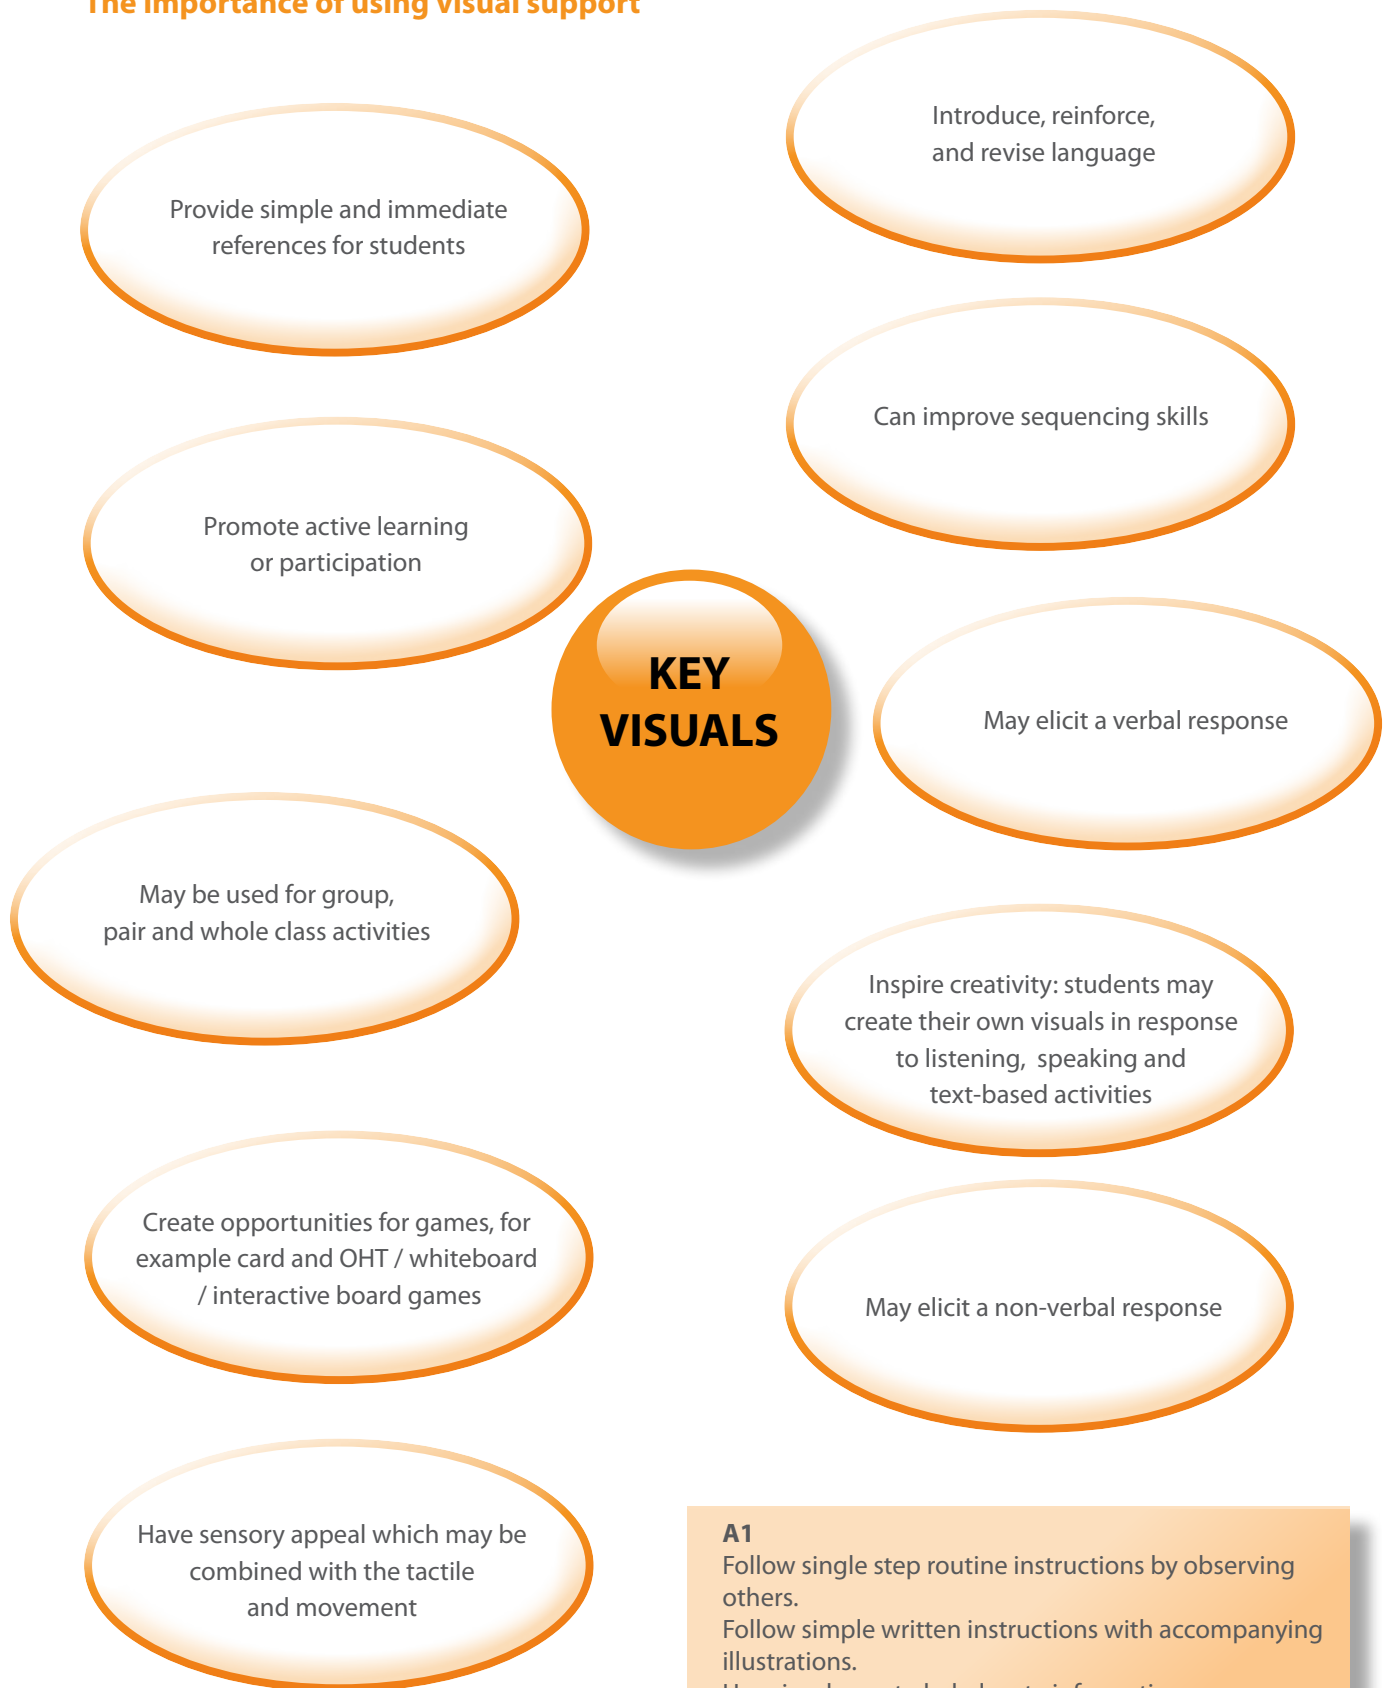 The importance of using visual support
Provide simple and immediate
references for students
Promote active learning
or participation
May be used for group,
pair and whole class activities
Create opportunities for games, for
example card and OHT / whiteboard
/ interactive board games
Have sensory appeal which may be
combined with the tactile
and movement
KEY
VISUALS
Introduce, reinforce,
and revise language
Can improve sequencing skills
May elicit a verbal response
Inspire creativity: students may
create their own visuals in response
to listening, speaking and
text-based activities
May elicit a non-verbal response
A1
Follow single step routine instructions by observing
others.
Follow simple written instructions with accompanying
illustrations.